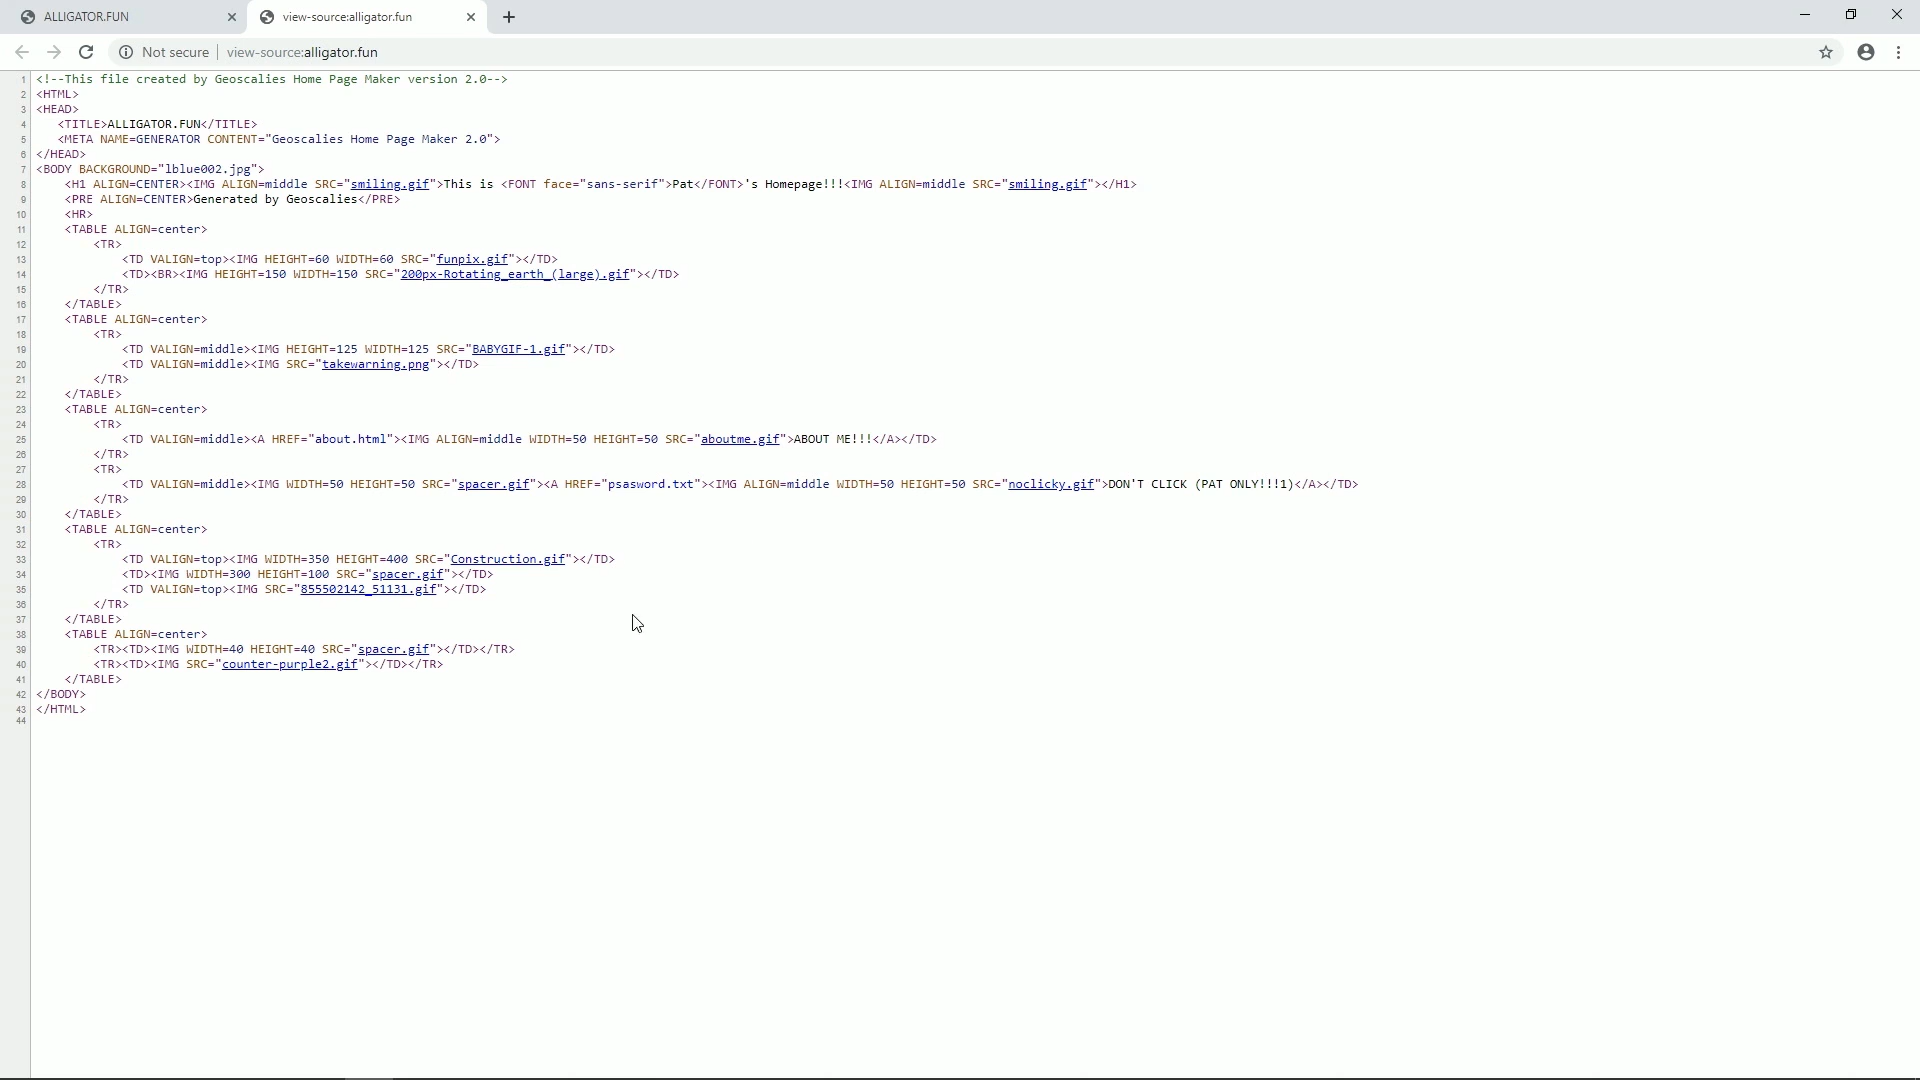 ALLIGATOR.FUN
view-source:alligator.fun
Not secure
view-source:alligator.fun
1 <!--This file created by Geoscalies Home Page Maker version 2.0-->
2 <HTML>
3 <HEAD>
4 <TITLE>ALLIGATOR.FUN</TITLE>
5 <META NAME=GENERATOR CONTENT="Geoscalies Home Page Maker 2.0">
6 </HEAD>
7 <BODY BACKGROUND="lblue002.jpg">
8 <H1 ALIGN=CENTER><IMG ALIGN=middle SRC="smiling.gif">This is <FONT face="sans-serif">Pat</FONT>'s Homepage!!!<IMG ALIGN=middle SRC="smiling.gif"></H1>
9 <PRE ALIGN=CENTER>Generated by Geoscalies</PRE>
10 <HR>
11 <TABLE ALIGN=center>
12 <TR>
13 <TD VALIGN=top><IMG HEIGHT=60 WIDTH=60 SRC="funpix.gif"></TD>
14 <TD><BR><IMG HEIGHT=150 WIDTH=150 SRC="200px-Rotating_earth_(large).gif"></TD>
15 </TR>
16 </TABLE>
17 <TABLE ALIGN=center>
18 <TR>
19 <TD VALIGN=middle><IMG HEIGHT=125 WIDTH=125 SRC="BABYGIF-1.gif"></TD>
20 <TD VALIGN=middle><IMG SRC="takewarning.png"></TD>
21 </TR>
22 </TABLE>
23 <TABLE ALIGN=center>
24 <TR>
25 <TD VALIGN=middle><A HREF="about.html"><IMG ALIGN=middle WIDTH=50 HEIGHT=50 SRC="aboutme.gif">ABOUT ME!!!</A></TD>
26 </TR>
27 <TR>
28 <TD VALIGN=middle><IMG WIDTH=50 HEIGHT=50 SRC="spacer.gif"><A HREF="psasword.txt"><IMG ALIGN=middle WIDTH=50 HEIGHT=50 SRC="noclicky.gif">DON'T CLICK (PAT ONLY!!!1)</A></TD>
29 </TR>
30 </TABLE>
31 <TABLE ALIGN=center>
32 <TR>
33 <TD VALIGN=top><IMG WIDTH=350 HEIGHT=400 SRC="Construction.gif"></TD>
34 <TD><IMG WIDTH=300 HEIGHT=100 SRC="spacer.gif"></TD>
35 <TD VALIGN=top><IMG SRC="855502142_51131.gif"></TD>
36 </TR>
37 </TABLE>
38 <TABLE ALIGN=center>
39 <TR><TD><IMG WIDTH=40 HEIGHT=40 SRC="spacer.gif"></TD></TR>
40 <TR><TD><IMG SRC="counter-purple2.gif"></TD></TR>
41 </TABLE>
42 </BODY>
43 </HTML>
44